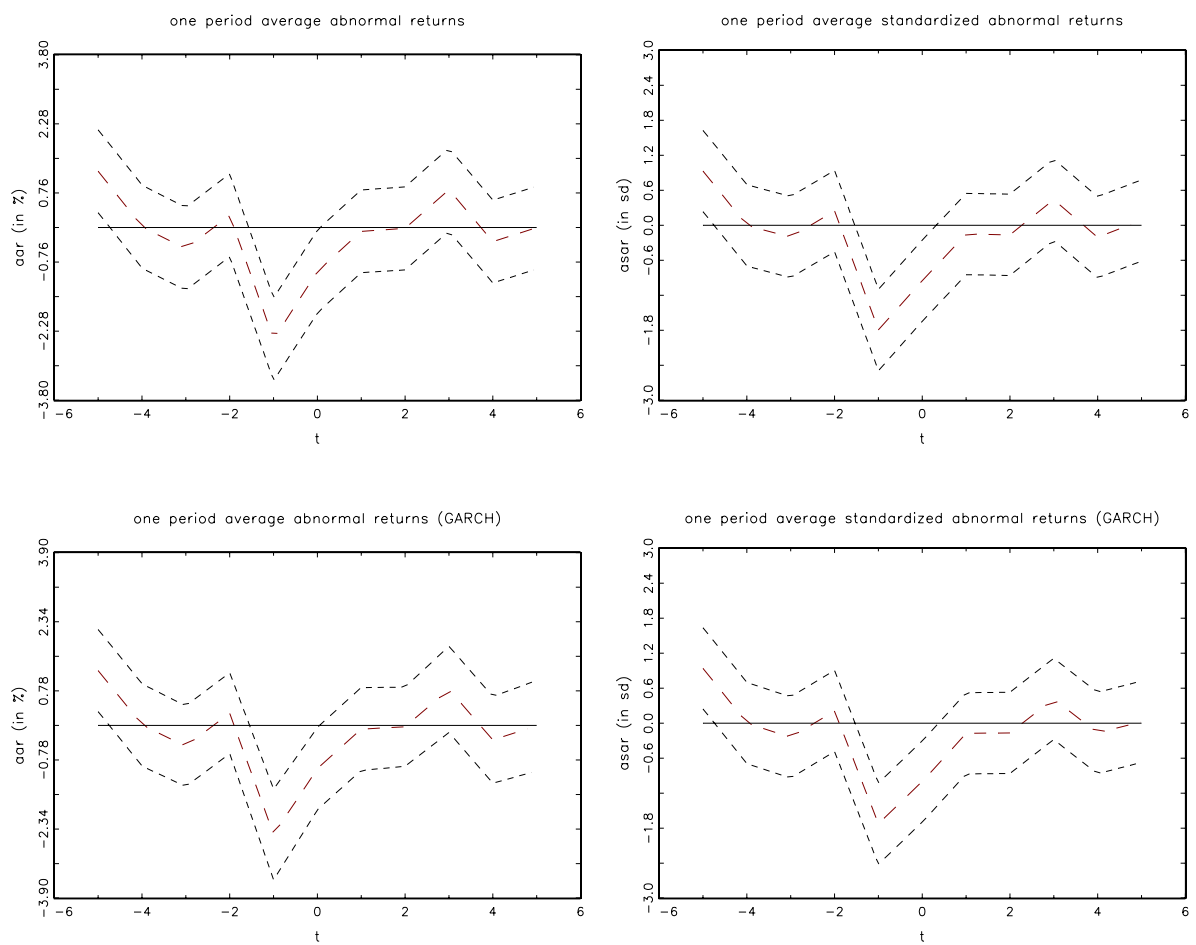 one period average abnormal returns
aar (in %)
3.80
2.28
0.76
-0.76
-2.28
-3.80
-6 -4 -2 0 2 4 6
t
one period average standardized abnormal returns
asar (in sd)
3.0
2.4
1.8
1.2
0.6
0.0
-0.6
-1.8
-3.0
-6 -4 -2 0 2 4 6
t
one period average abnormal returns (GARCH)
aar (in %)
3.90
2.34
0.78
-0.78
-2.34
-3.90
-6 -4 -2 0 2 4 6
t
one period average standardized abnormal returns (GARCH)
asar (in sd)
3.0
2.4
1.8
1.2
0.6
0.0
-0.6
-1.8
-3.0
-6 -4 -2 0 2 4 6
t